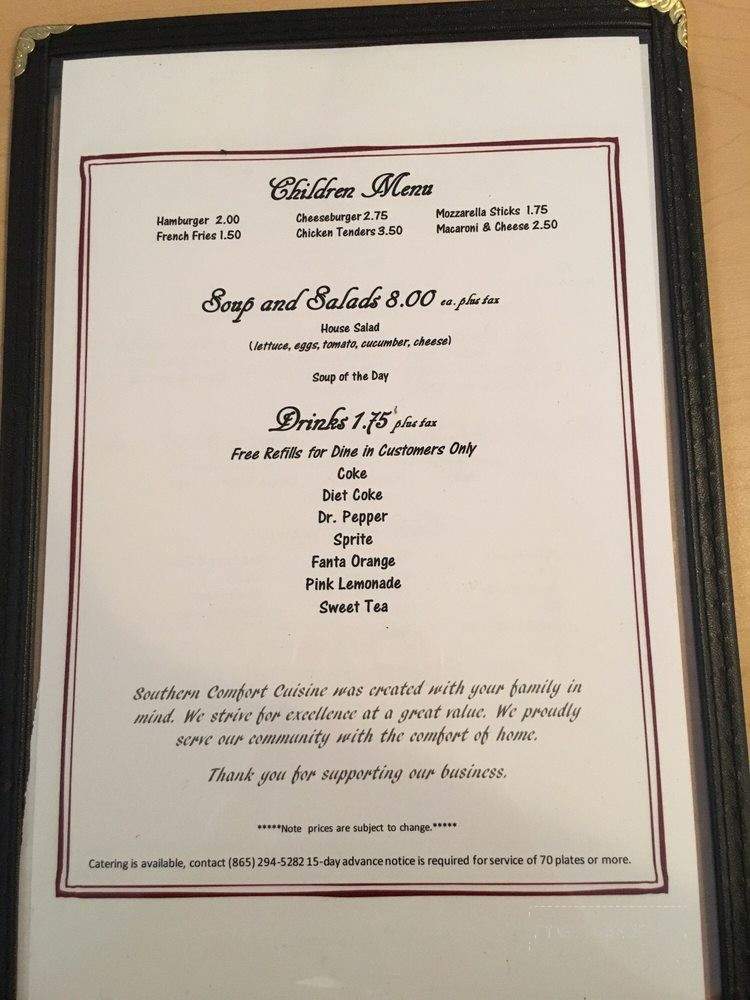 Children Menu
Hamburger 2.00 Cheeseburger 2.75 Mozzarella Sticks 1.75
French Fries 1.50 Chicken Tenders 3.50 Macaroni & Cheese 2.50
Soup and Salads 8.00 ea. plus tax
House Salad
(lettuce, eggs, tomato, cucumber, cheese)
Soup of the Day
Drinks 1.75 plus tax
Free Refills for Dine in Customers Only
Coke
Diet Coke
Dr. Pepper
Sprite
Fanta Orange
Pink Lemonade
Sweet Tea
Southern Comfort Cuisine was created with your family in
mind. We strive for excellence at a great value. We proudly
serve our community with the comfort of home.
Thank you for supporting our business.
*****Note prices are subject to change.*****
Catering is available, contact (865) 294-5282 15-day advance notice is required for service of 70 plates or more.